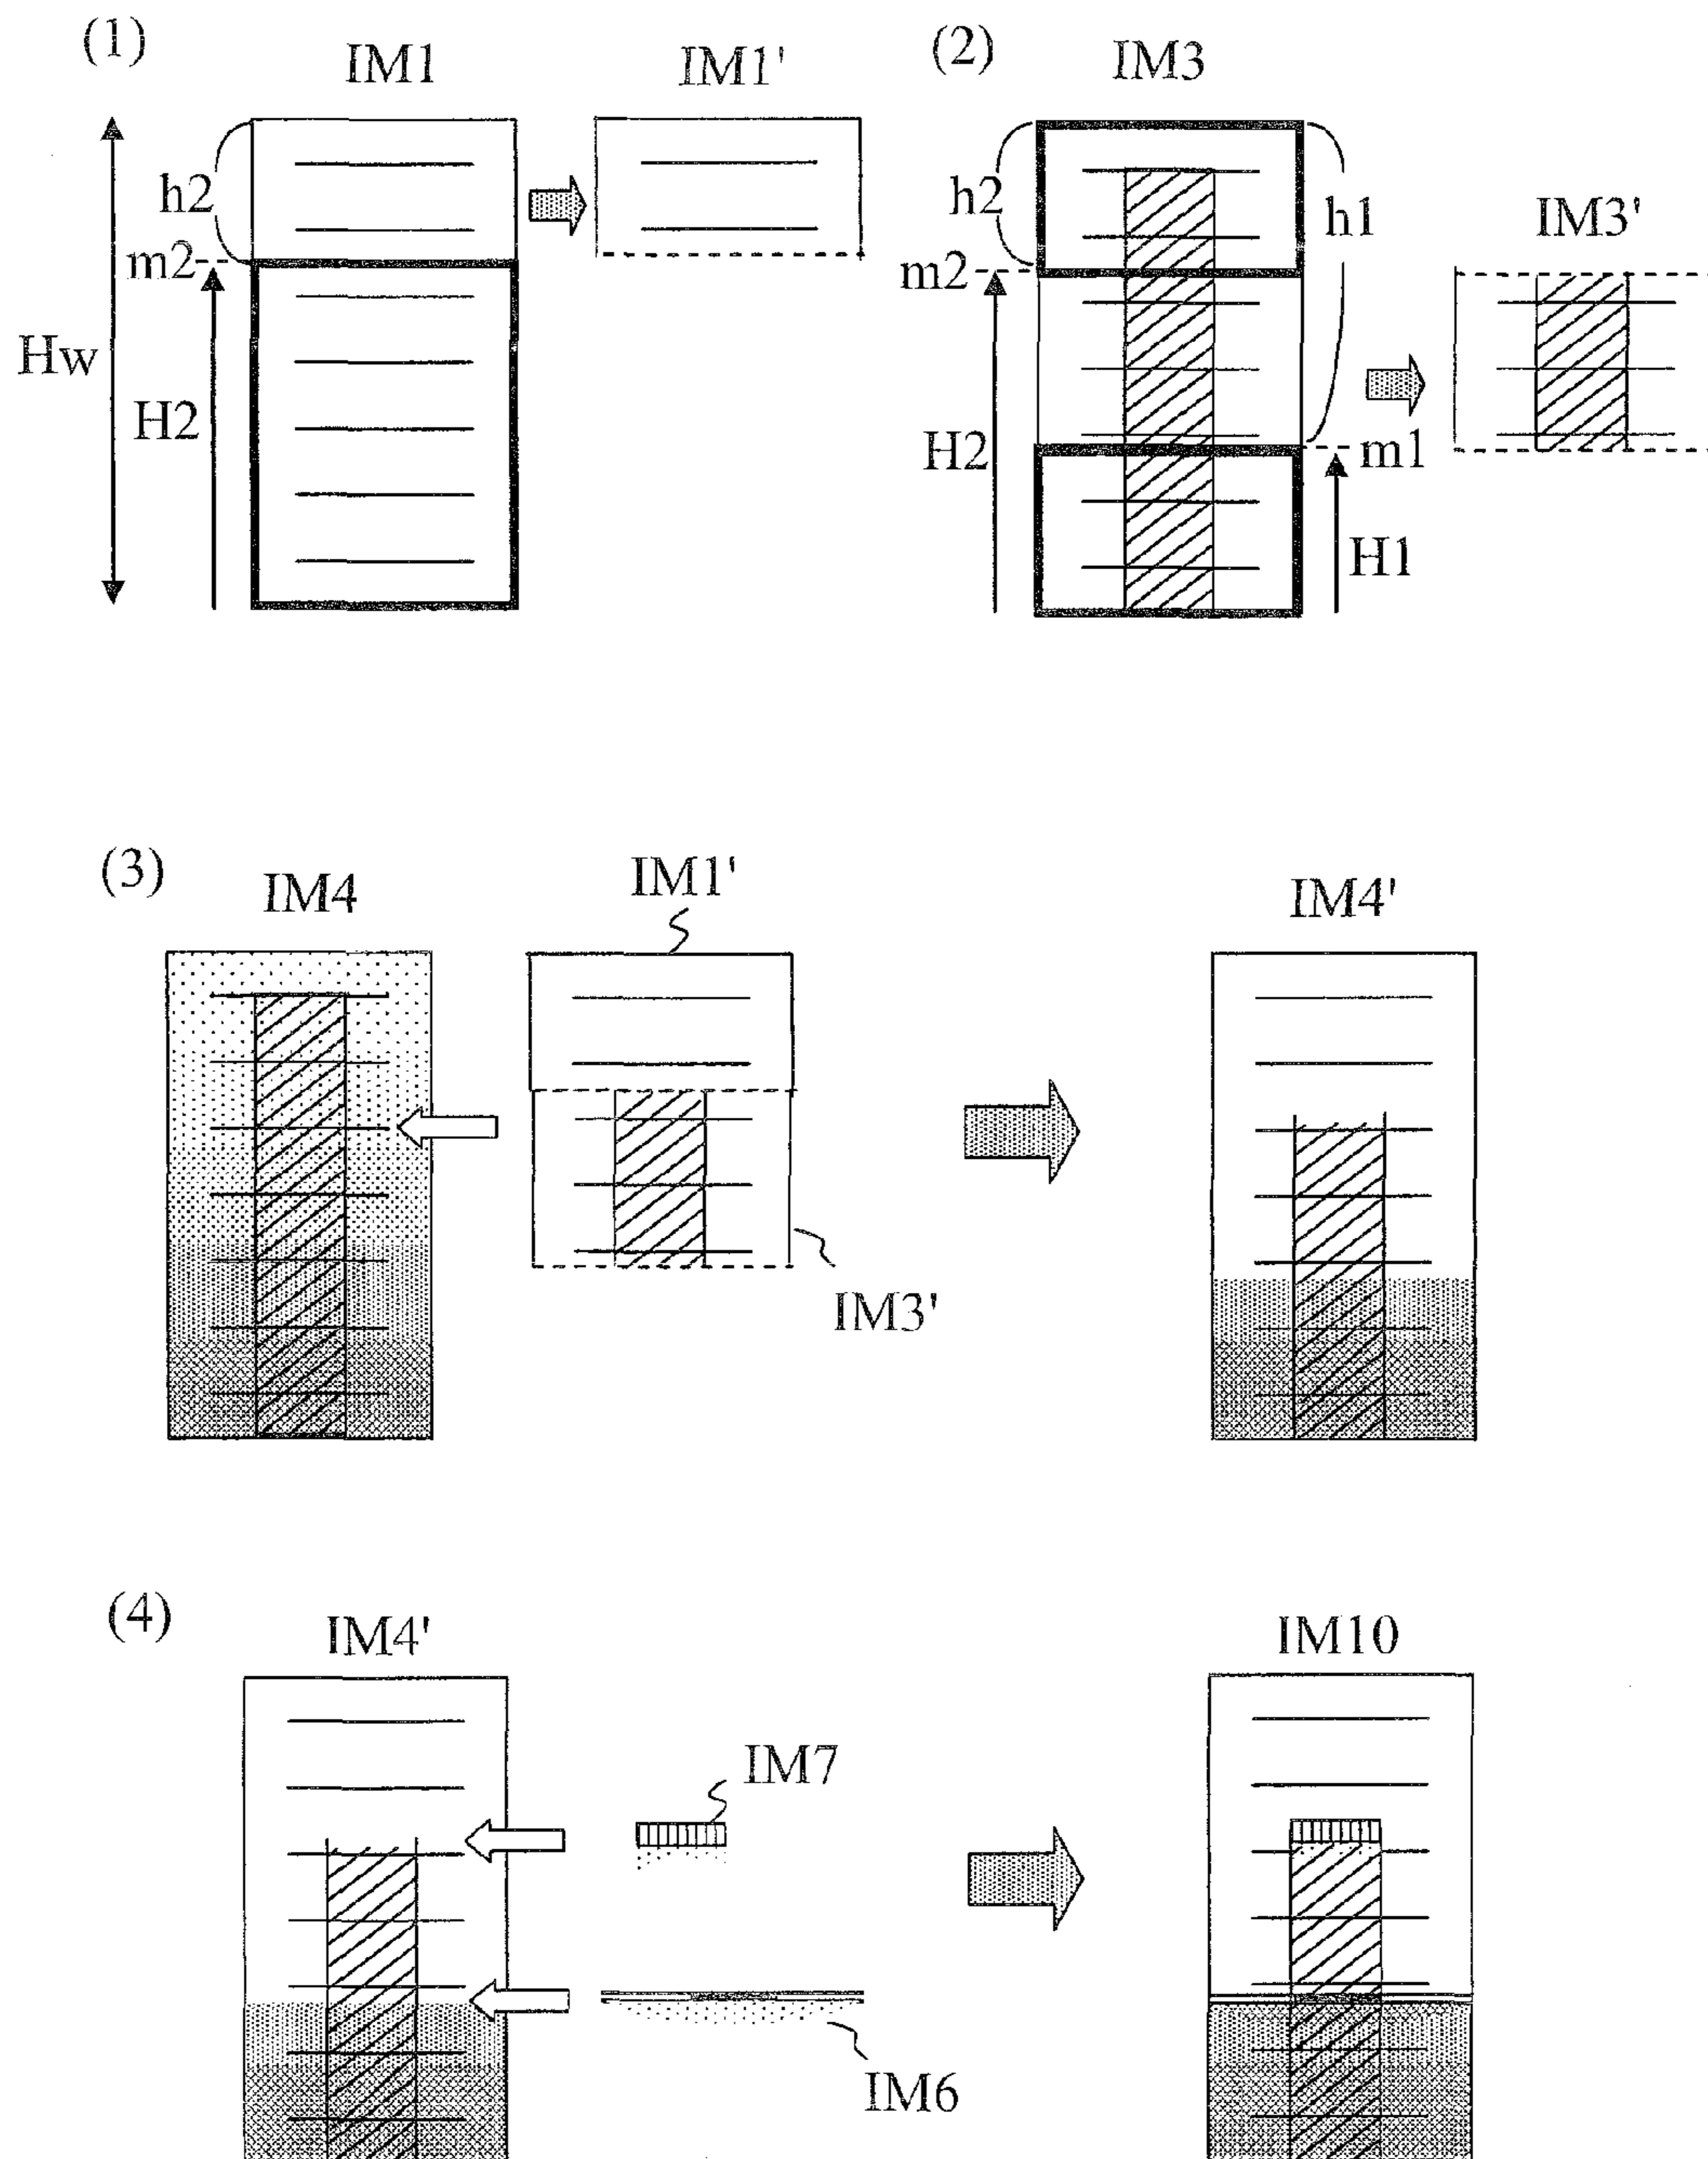 (1)
IM1
IM1'
h2
m2
Hw
H2
(2)
IM3
h2
h1
IM3'
m2
H2
m1
H1
(3)
IM4
IM1'
IM4'
IM3'
(4)
IM4'
IM10
IM7
IM6